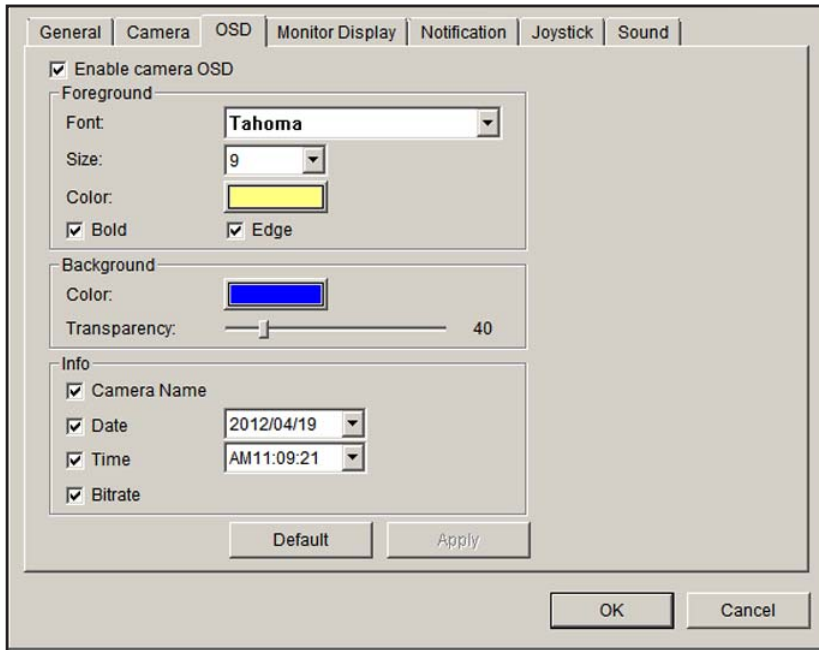 General Camera OSD Monitor Display Notification Joystick Sound
Enable camera OSD
Foreground
Font: Tahoma
Size: 9
Color:
Bold Edge
Background
Color:
Transparency: 40
Info
Camera Name
Date 2012/04/19
Time AM11:09:21
Bitrate
Default Apply
OK Cancel